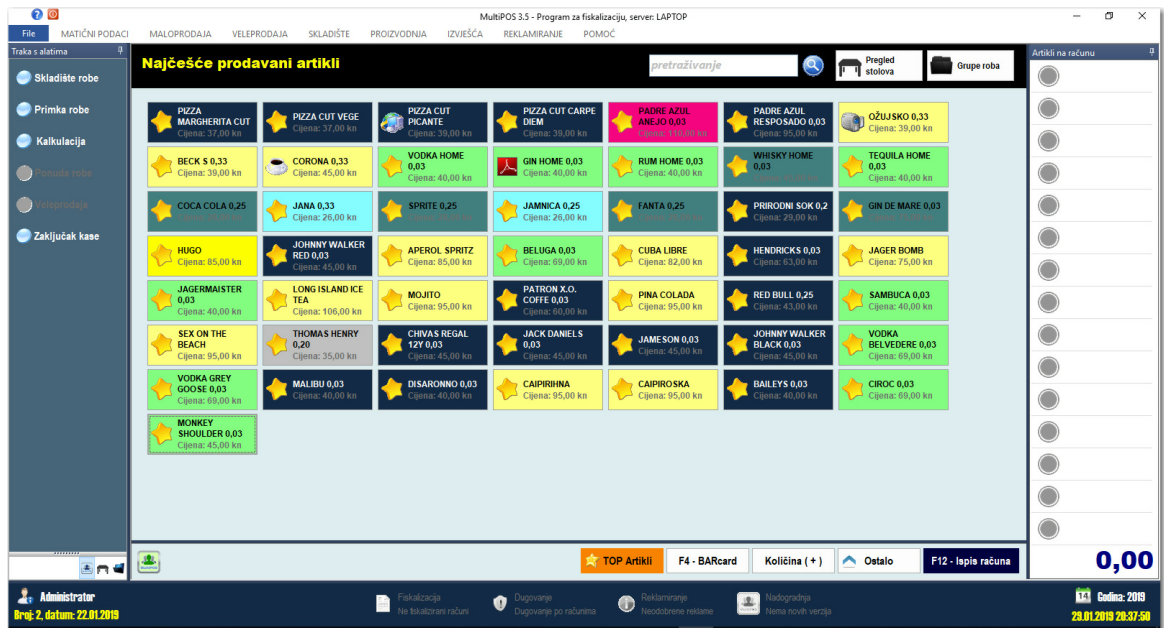 MultiPOS 3.5 - Program za fiskalizaciju, server: LAPTOP
File MATIČNI PODACI MALOPRODAJA VELEPRODAJA SKLADIŠTE PROIZVODNJA IZVJEŠĆA REKLAMIRANJE POMOĆ
Traka s alatima
Skladište robe
Primka robe
Kalkulacija
Ponuda robe
Veleprodaja
Zaključak kase
Najčešće prodavani artikli
pretraživanje
Pregled
stolova
Grupe roba
PIZZA
MARGHERITA CUT
Cijena: 37,00 kn
PIZZA CUT VEGE
Cijena: 37,00 kn
PIZZA CUT
PICANTE
Cijena: 39,00 kn
PIZZA CUT CARPE
DIEM
Cijena: 39,00 kn
PADRE AZUL
ANEJO 0,03
Cijena: 110,00 kn
PADRE AZUL
RESPOSADO 0,03
Cijena: 95,00 kn
OŽUJSKO 0,33
Cijena: 39,00 kn
BECK S 0,33
Cijena: 39,00 kn
CORONA 0,33
Cijena: 45,00 kn
VODKA HOME
0,03
Cijena: 40,00 kn
GIN HOME 0,03
Cijena: 40,00 kn
RUM HOME 0,03
Cijena: 40,00 kn
WHISKY HOME
0,03
TEQUILA HOME
0,03
Cijena: 40,00 kn
COCA COLA 0,25
JANA 0,33
Cijena: 26,00 kn
SPRITE 0,25
JAMNICA 0,25
Cijena: 26,00 kn
FANTA 0,25
PRIRODNI SOK 0,2
Cijena: 29,00 kn
GIN DE MARE 0,03
HUGO
Cijena: 85,00 kn
JOHNNY WALKER
RED 0,03
Cijena: 45,00 kn
APEROL SPRITZ
Cijena: 85,00 kn
BELUGA 0,03
Cijena: 69,00 kn
CUBA LIBRE
Cijena: 82,00 kn
HENDRICKS 0,03
Cijena: 63,00 kn
JAGER BOMB
Cijena: 75,00 kn
JAGERMAISTER
0,03
Cijena: 40,00 kn
LONG ISLAND ICE
TEA
Cijena: 106,00 kn
MOJITO
Cijena: 95,00 kn
PATRON X.O.
COFFE 0,03
Cijena: 60,00 kn
PINA COLADA
Cijena: 95,00 kn
RED BULL 0,25
Cijena: 43,00 kn
SAMBUCA 0,03
Cijena: 40,00 kn
SEX ON THE
BEACH
Cijena: 95,00 kn
THOMAS HENRY
0,20
Cijena: 35,00 kn
CHIVAS REGAL
12Y 0,03
Cijena: 45,00 kn
JACK DANIELS
0,03
Cijena: 45,00 kn
JAMESON 0,03
Cijena: 45,00 kn
JOHNNY WALKER
BLACK 0,03
Cijena: 45,00 kn
VODKA
BELVEDERE 0,03
Cijena: 69,00 kn
VODKA GREY
GOOSE 0,03
Cijena: 69,00 kn
MALIBU 0,03
Cijena: 40,00 kn
DISARONNO 0,03
Cijena: 40,00 kn
CAIPIRIHNA
Cijena: 95,00 kn
CAIPIROSKA
Cijena: 95,00 kn
BAILEYS 0,03
Cijena: 40,00 kn
CIROC 0,03
Cijena: 69,00 kn
MONKEY
SHOULDER 0,03
Cijena: 45,00 kn
Artikli na računu
TOP Artikli
F4 - BARcard
Količina ( + )
Ostalo
F12 - Ispis računa
0,00
Administrator
Broj: 2, datum: 22.01.2019
Fiskalizacija
Ne fiskalizirani računi
Dugovanje
Dugovanje po računima
Reklamiranje
Neodobrene reklame
Nadogradnja
Nema novih verzija
14
Godina: 2019
29.01.2019 20:37:50